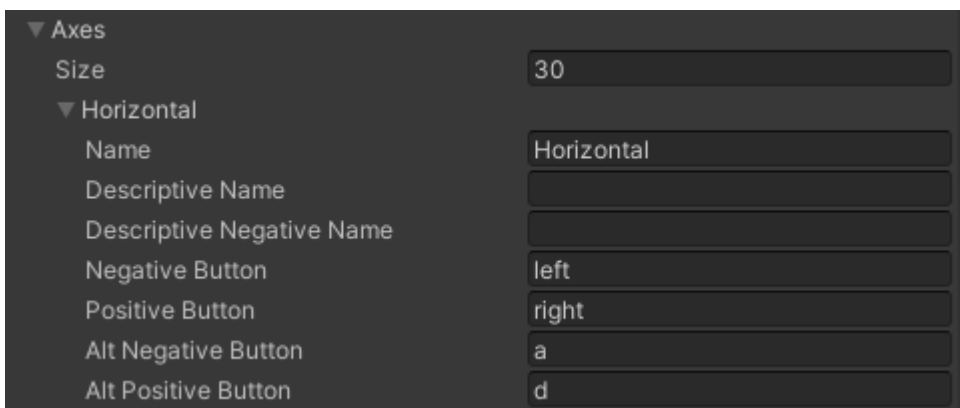 Axes
Size 30
Horizontal
Name Horizontal
Descriptive Name
Descriptive Negative Name
Negative Button left
Positive Button right
Alt Negative Button a
Alt Positive Button d